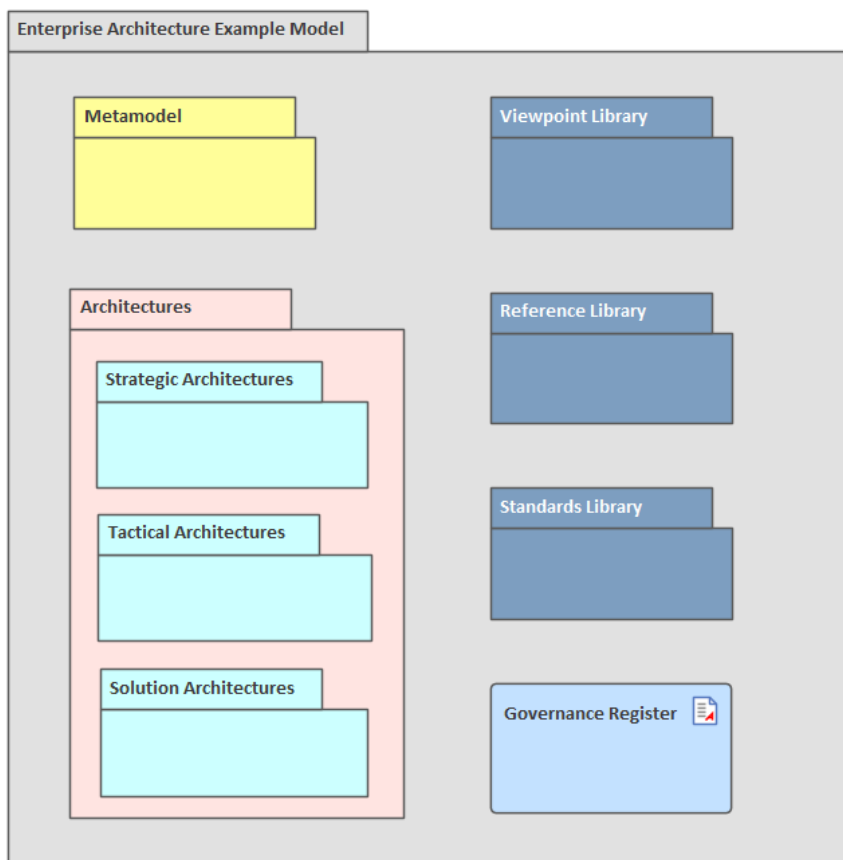 Enterprise Architecture Example Model
Metamodel
Viewpoint Library
Architectures
Reference Library
Strategic Architectures
Standards Library
Tactical Architectures
Solution Architectures
Governance Register